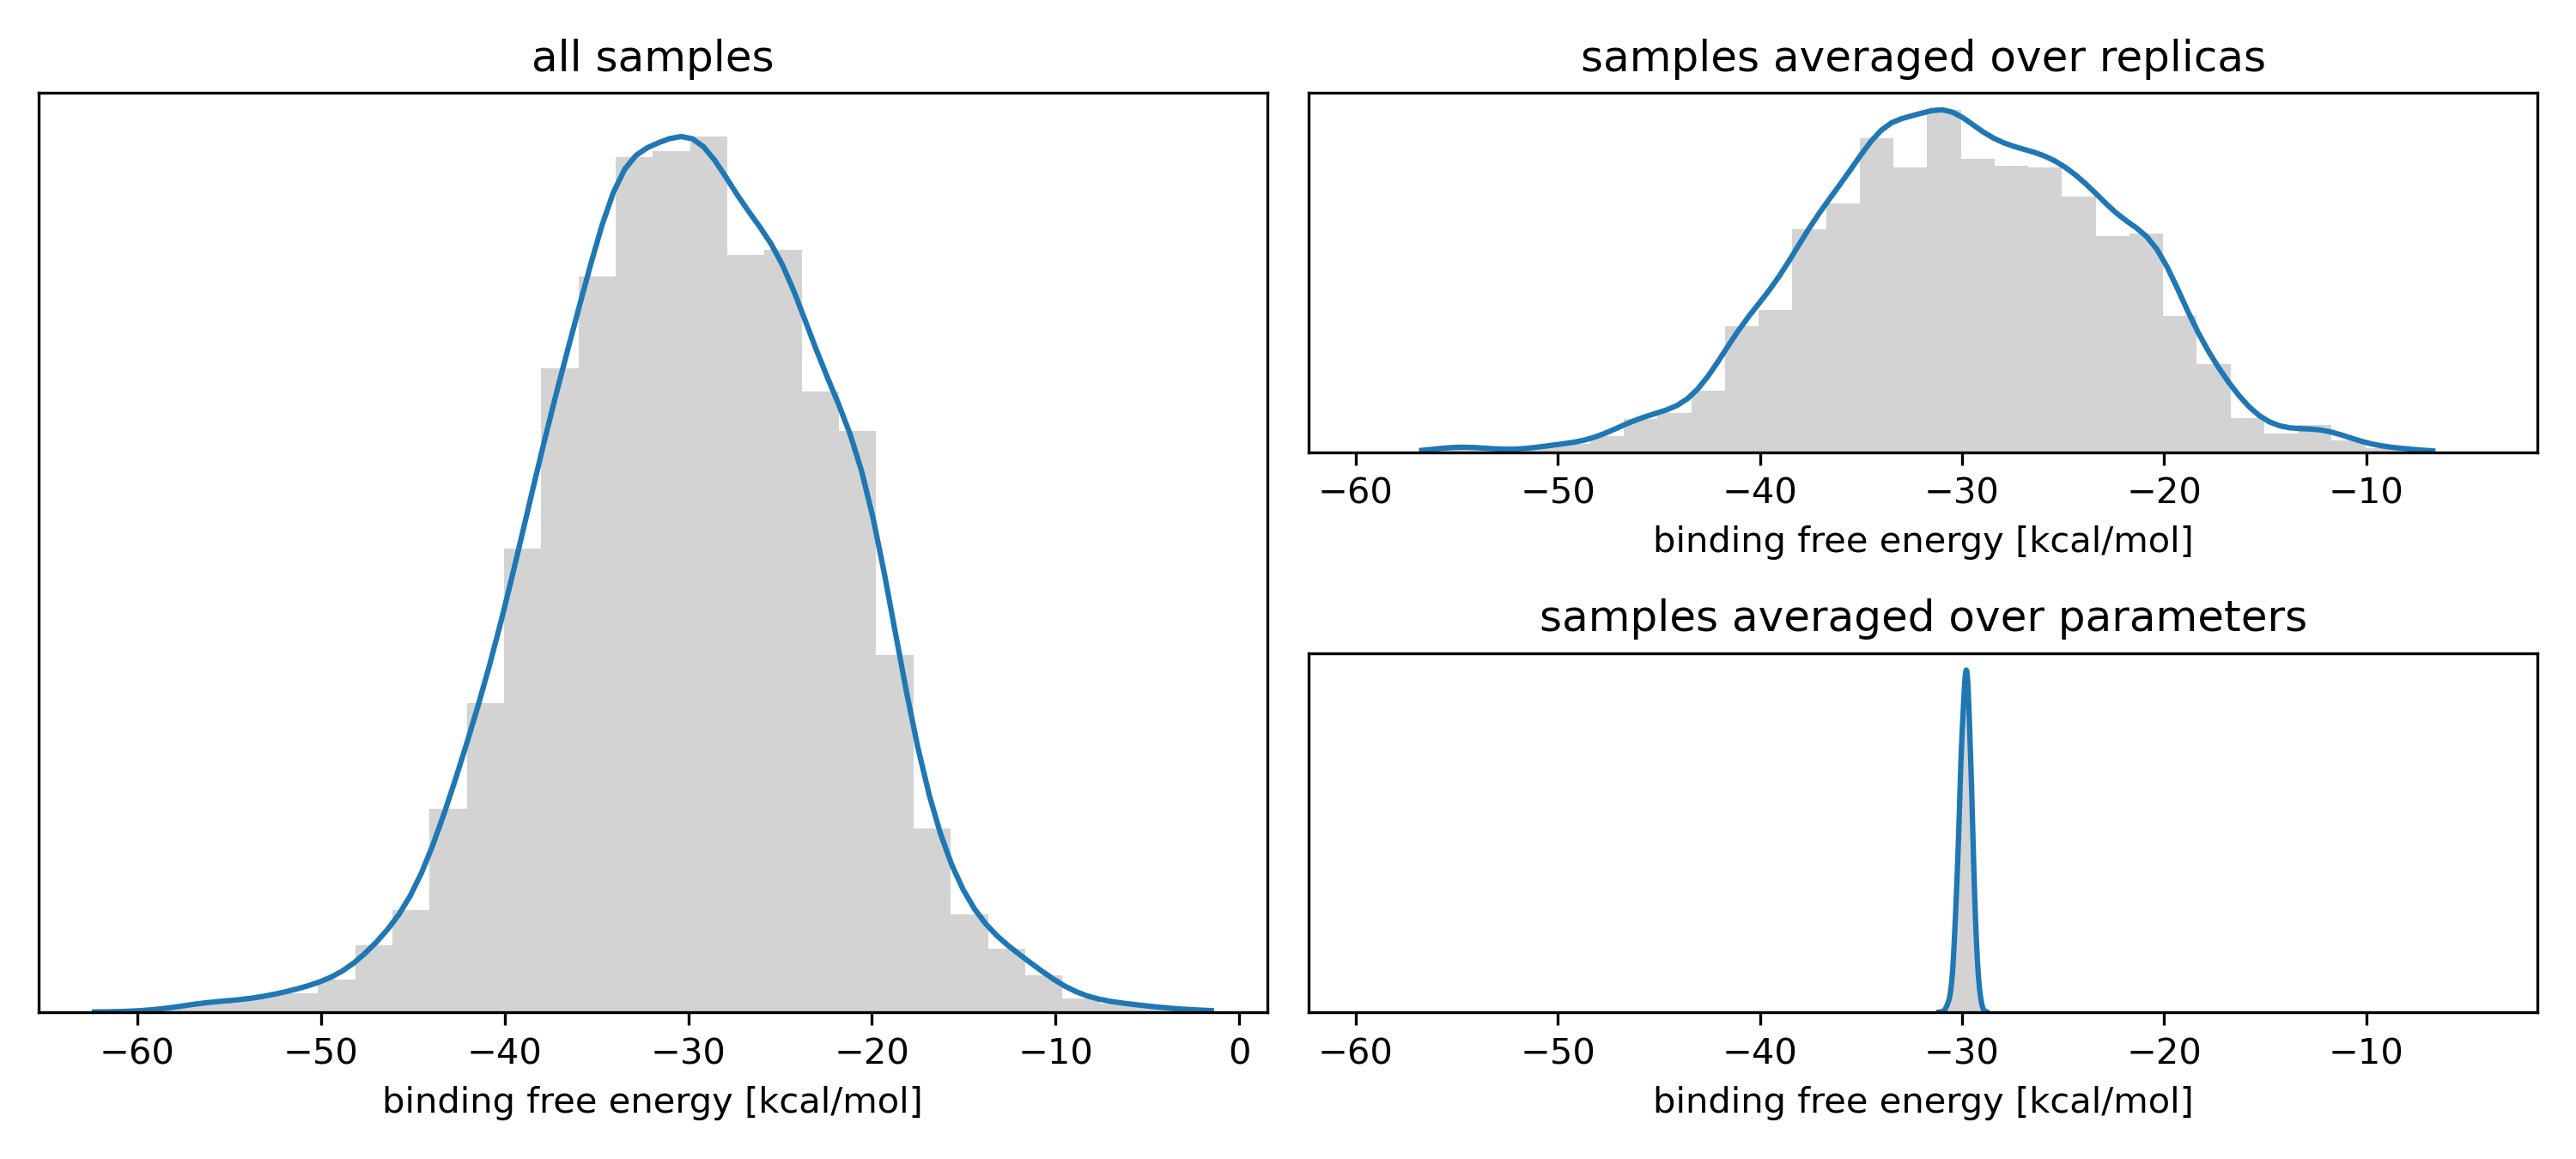 all samples
−60 −50 −40 −30 −20 −10 0
binding free energy [kcal/mol]
samples averaged over replicas
−60 −50 −40 −30 −20 −10
binding free energy [kcal/mol]
samples averaged over parameters
−60 −50 −40 −30 −20 −10
binding free energy [kcal/mol]